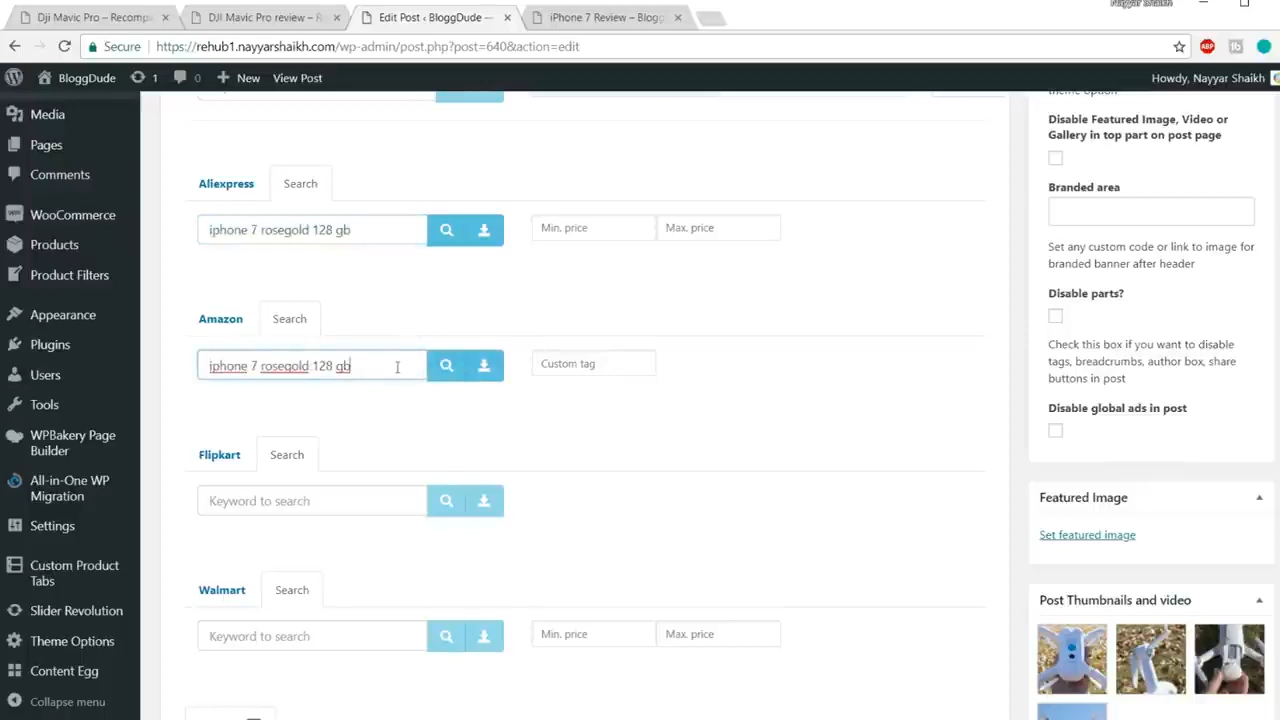 Nayyar Shaikh
Dji Mavic Pro – Recompu
DJI Mavic Pro review – R
Edit Post ‹ BloggDude —
iPhone 7 Review – Blogg
Secure
https://rehub1.nayyarshaikh.com/wp-admin/post.php?post=640&action=edit
ABP
BloggDude
1
0
New
View Post
Howdy, Nayyar Shaikh
Media
Pages
Comments
WooCommerce
Products
Product Filters
Appearance
Plugins
Users
Tools
WPBakery Page
Builder
All-in-One WP
Migration
Settings
Custom Product
Tabs
Slider Revolution
Theme Options
Content Egg
Collapse menu
Aliexpress
Search
iphone 7 rosegold 128 gb
Min. price
Max. price
Amazon
Search
iphone 7 rosegold 128 gb
Custom tag
Flipkart
Search
Keyword to search
Walmart
Search
Keyword to search
Min. price
Max. price
theme option
Disable Featured Image, Video or
Gallery in top part on post page
Branded area
Set any custom code or link to image for
branded banner after header
Disable parts?
Check this box if you want to disable
tags, breadcrumbs, author box, share
buttons in post
Disable global ads in post
Featured Image
Set featured image
Post Thumbnails and video